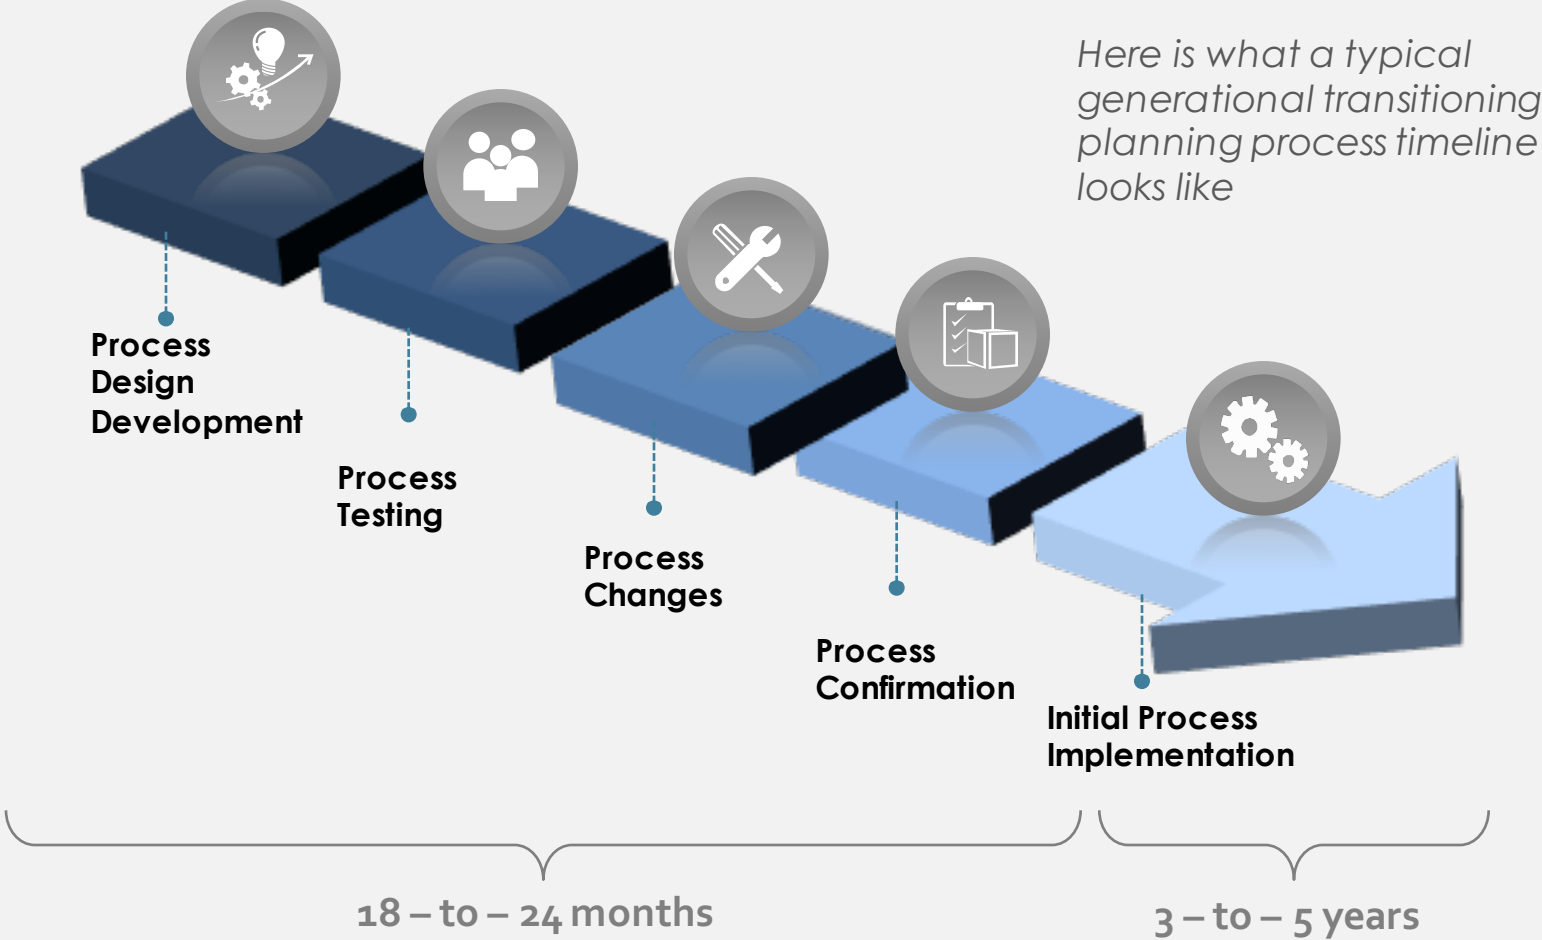 Here is what a typical
generational transitioning
planning process timeline
looks like
Process
Design
Development
Process
Testing
Process
Changes
Process
Confirmation
Initial Process
Implementation
18 – to – 24 months
3 – to – 5 years